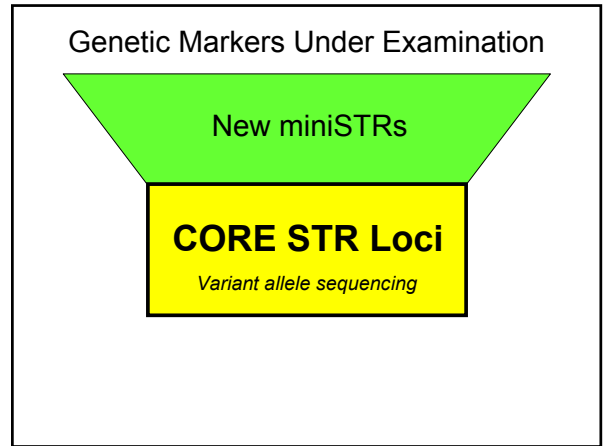 Genetic Markers Under Examination
New miniSTRs
CORE STR Loci
Variant allele sequencing